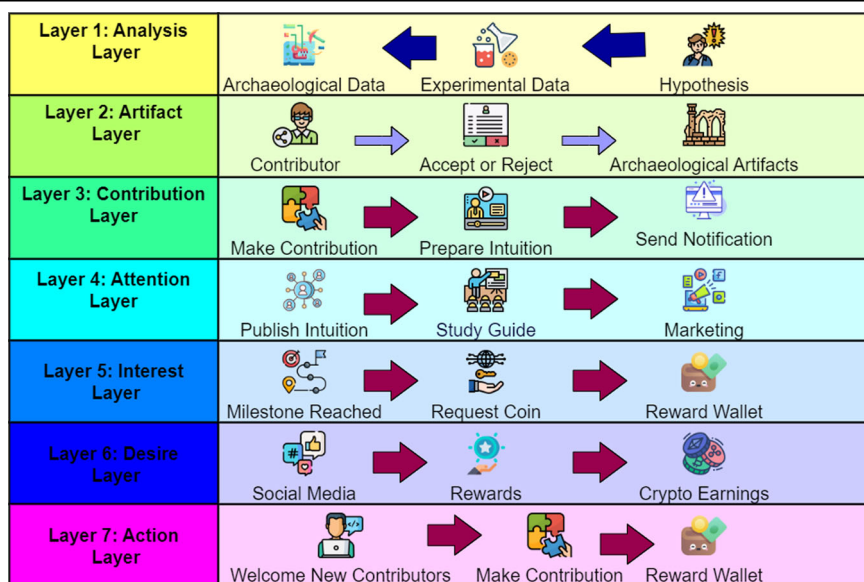 Layer 1: Analysis
Layer
Archaeological Data
Experimental Data
Hypothesis
Layer 2: Artifact
Layer
Contributor
Accept or Reject
Archaeological Artifacts
Layer 3: Contribution
Layer
Make Contribution
Prepare Intuition
Send Notification
Layer 4: Attention
Layer
Publish Intuition
Study Guide
Marketing
Layer 5: Interest
Layer
Milestone Reached
Request Coin
Reward Wallet
Layer 6: Desire
Layer
Social Media
Rewards
Crypto Earnings
Layer 7: Action
Layer
Welcome New Contributors
Make Contribution
Reward Wallet